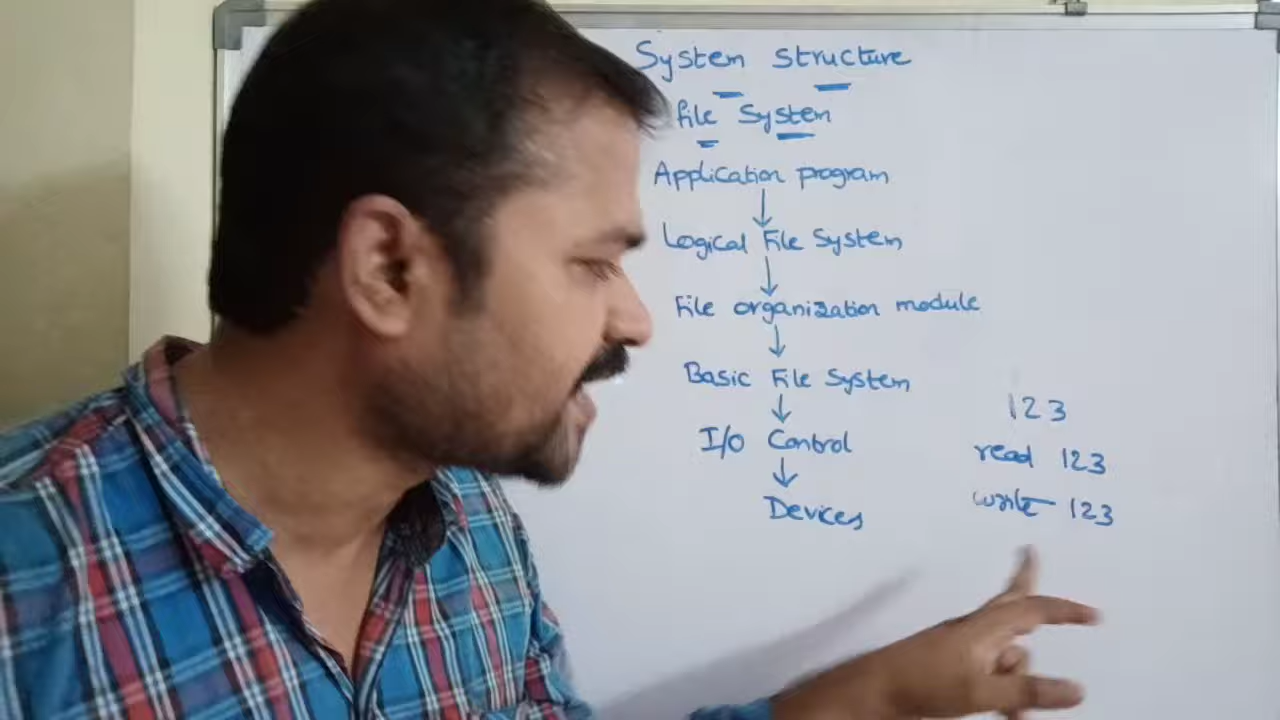 System structure
File System
Application program
↓
Logical File System
↓
File organization module
↓
Basic File System
↓
I/O Control
↓
Devices
123
read 123
write 123